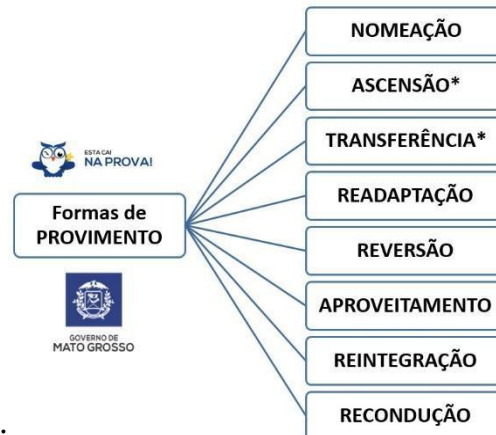 NOMEAÇÃO
ASCENSÃO*
TRANSFERÊNCIA*
READAPTAÇÃO
REVERSÃO
APROVEITAMENTO
REINTEGRAÇÃO
RECONDUÇÃO
ESTA CAI
NA PROVA!
Formas de
PROVIMENTO
GOVERNO DE
MATO GROSSO
.